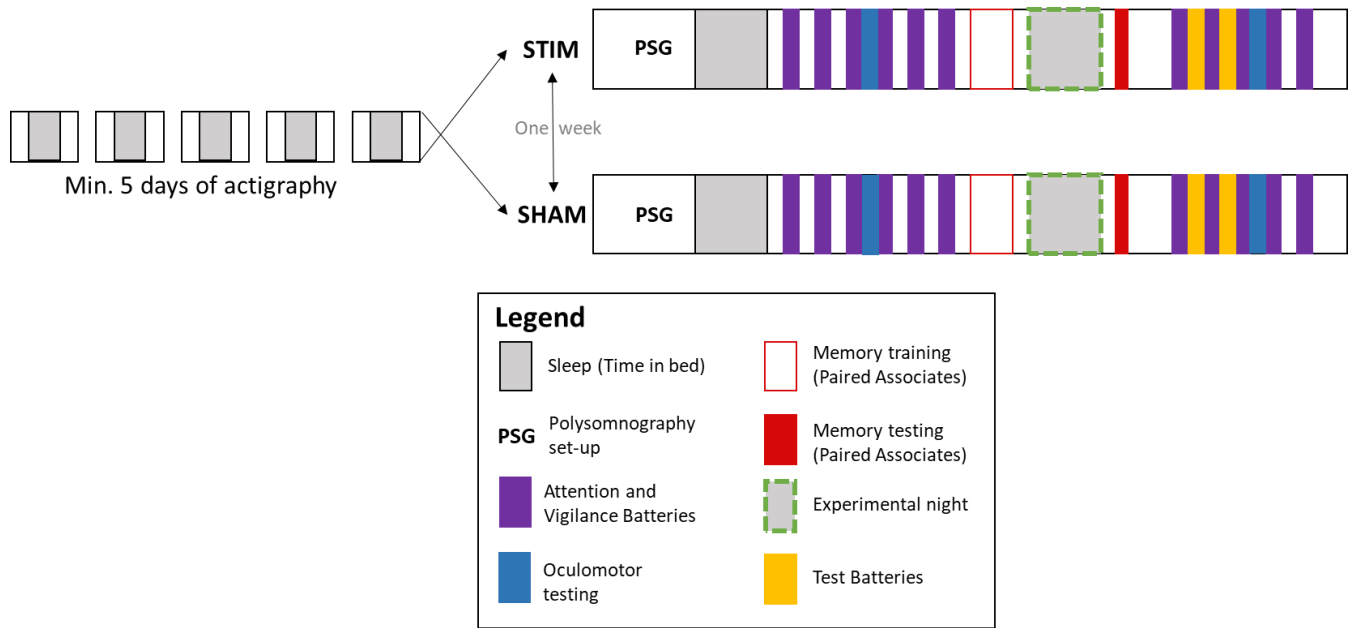 STIM
PSG
One week
Min. 5 days of actigraphy
SHAM
PSG
Legend
Sleep (Time in bed)
PSG
Polysomnography
set-up
Attention and
Vigilance Batteries
Oculomotor
testing
Memory training
(Paired Associates)
Memory testing
(Paired Associates)
Experimental night
Test Batteries